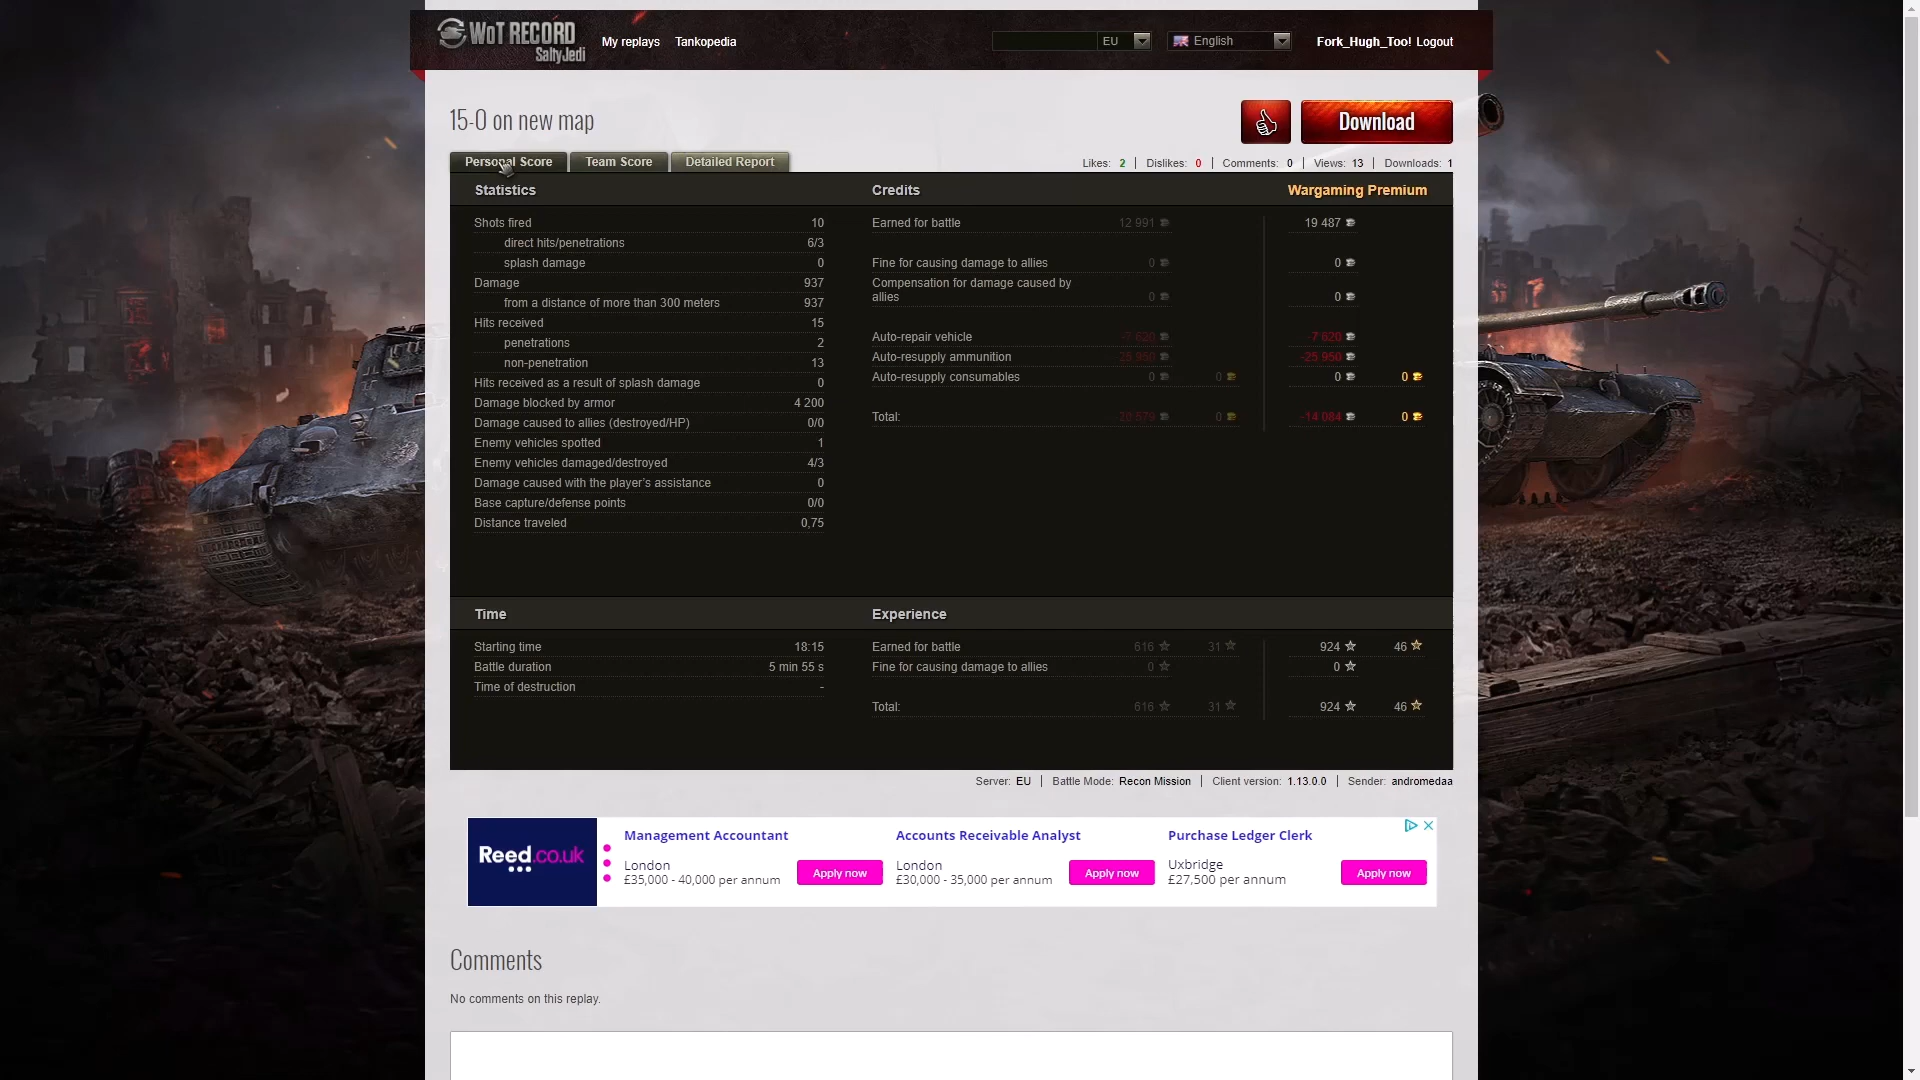 WoT RECORD
SaltyJedi
My replays
Tankopedia
EU
English
Fork_Hugh_Too! Logout
15-0 on new map
Download
Personal Score
Team Score
Detailed Report
Likes: 2 | Dislikes: 0 | Comments: 0 | Views: 13 | Downloads: 1
Statistics
Credits
Wargaming Premium
Shots fired 10
direct hits/penetrations 6/3
splash damage 0
Damage 937
from a distance of more than 300 meters 937
Hits received 15
penetrations 2
non-penetration 13
Hits received as a result of splash damage 0
Damage blocked by armor 4 200
Damage caused to allies (destroyed/HP) 0/0
Enemy vehicles spotted 1
Enemy vehicles damaged/destroyed 4/3
Damage caused with the player's assistance 0
Base capture/defense points 0/0
Distance traveled 0,75
Earned for battle 12 991 19 487
Fine for causing damage to allies 0 0
Compensation for damage caused by
allies 0 0
Auto-repair vehicle -7 620 -7 620
Auto-resupply ammunition 25 950 -25 950
Auto-resupply consumables 0 0 0 0
Total: 0 -14 084 0
Time
Experience
Starting time 18:15
Battle duration 5 min 55 s
Time of destruction -
Earned for battle 616 31 924 46
Fine for causing damage to allies 0 0
Total: 616 31 924 46
Server: EU | Battle Mode: Recon Mission | Client version: 1.13.0.0 | Sender: andromedaa
Reed.co.uk
Management Accountant
London
£35,000 - 40,000 per annum
Apply now
Accounts Receivable Analyst
London
£30,000 - 35,000 per annum
Apply now
Purchase Ledger Clerk
Uxbridge
£27,500 per annum
Apply now
Comments
No comments on this replay.